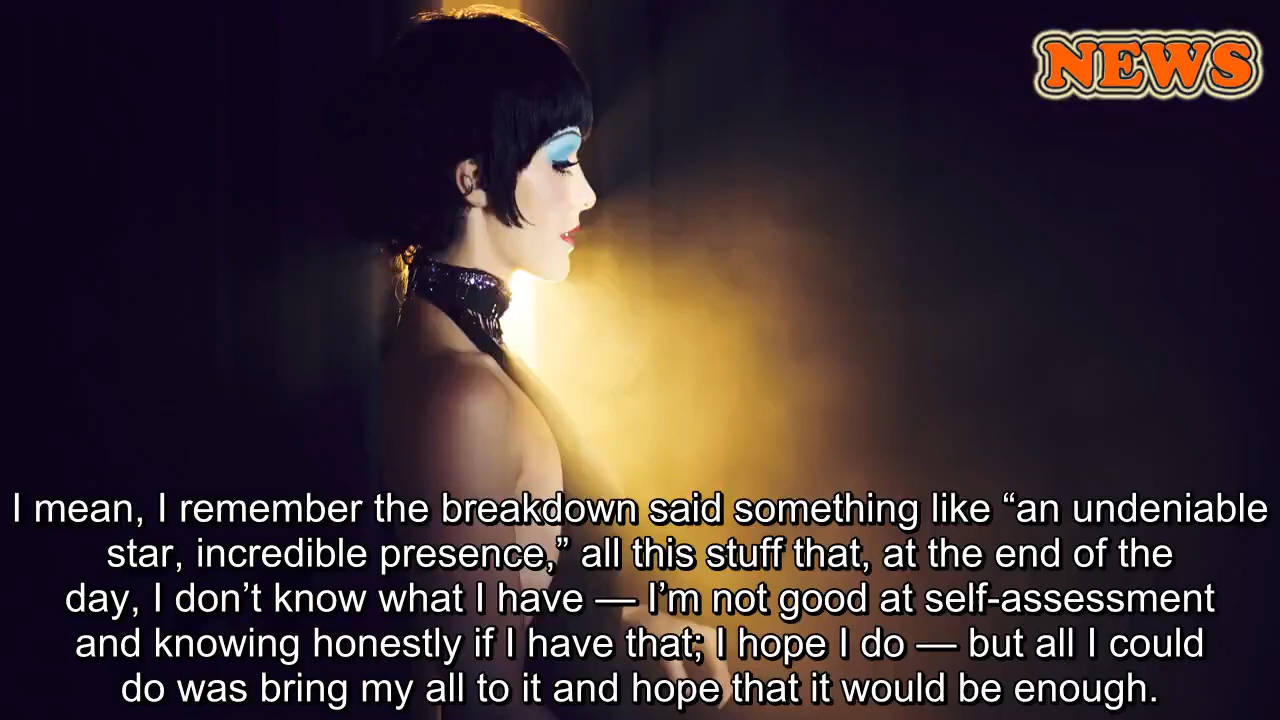 NEWS
I mean, I remember the breakdown said something like “an undeniable
star, incredible presence,” all this stuff that, at the end of the
day, I don’t know what I have — I’m not good at self-assessment
and knowing honestly if I have that; I hope I do — but all I could
do was bring my all to it and hope that it would be enough.